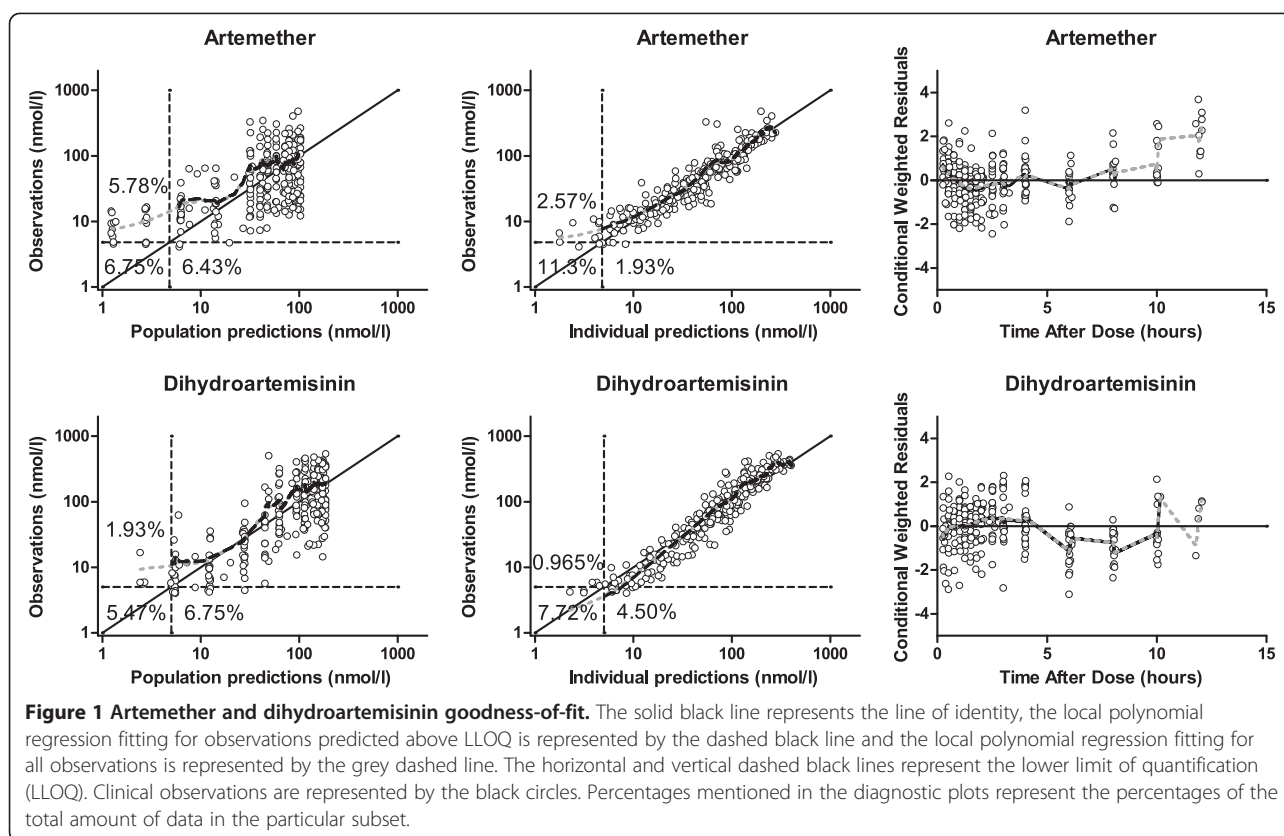 Artemether
Observations (nmol/l)
1000
100
10
1
5.78%
6.75%
6.43%
1
10
100
1000
Population predictions (nmol/l)
Artemether
Observations (nmol/l)
1000
100
10
1
2.57%
11.3%
1.93%
1
10
100
1000
Individual predictions (nmol/l)
Artemether
Conditional Weighted Residuals
4
2
0
-2
-4
0
5
10
15
Time After Dose (hours)
Dihydroartemisinin
Observations (nmol/l)
1000
100
10
1
1.93%
5.47%
6.75%
1
10
100
1000
Population predictions (nmol/l)
Dihydroartemisinin
Observations (nmol/l)
1000
100
10
1
0.965%
7.72%
4.50%
1
10
100
1000
Individual predictions (nmol/l)
Dihydroartemisinin
Conditional Weighted Residuals
4
2
0
-2
-4
0
5
10
15
Time After Dose (hours)
Figure 1 Artemether and dihydroartemisinin goodness-of-fit. The solid black line represents the line of identity, the local polynomial
regression fitting for observations predicted above LLOQ is represented by the dashed black line and the local polynomial regression fitting for
all observations is represented by the grey dashed line. The horizontal and vertical dashed black lines represent the lower limit of quantification
(LLOQ). Clinical observations are represented by the black circles. Percentages mentioned in the diagnostic plots represent the percentages of the
total amount of data in the particular subset.